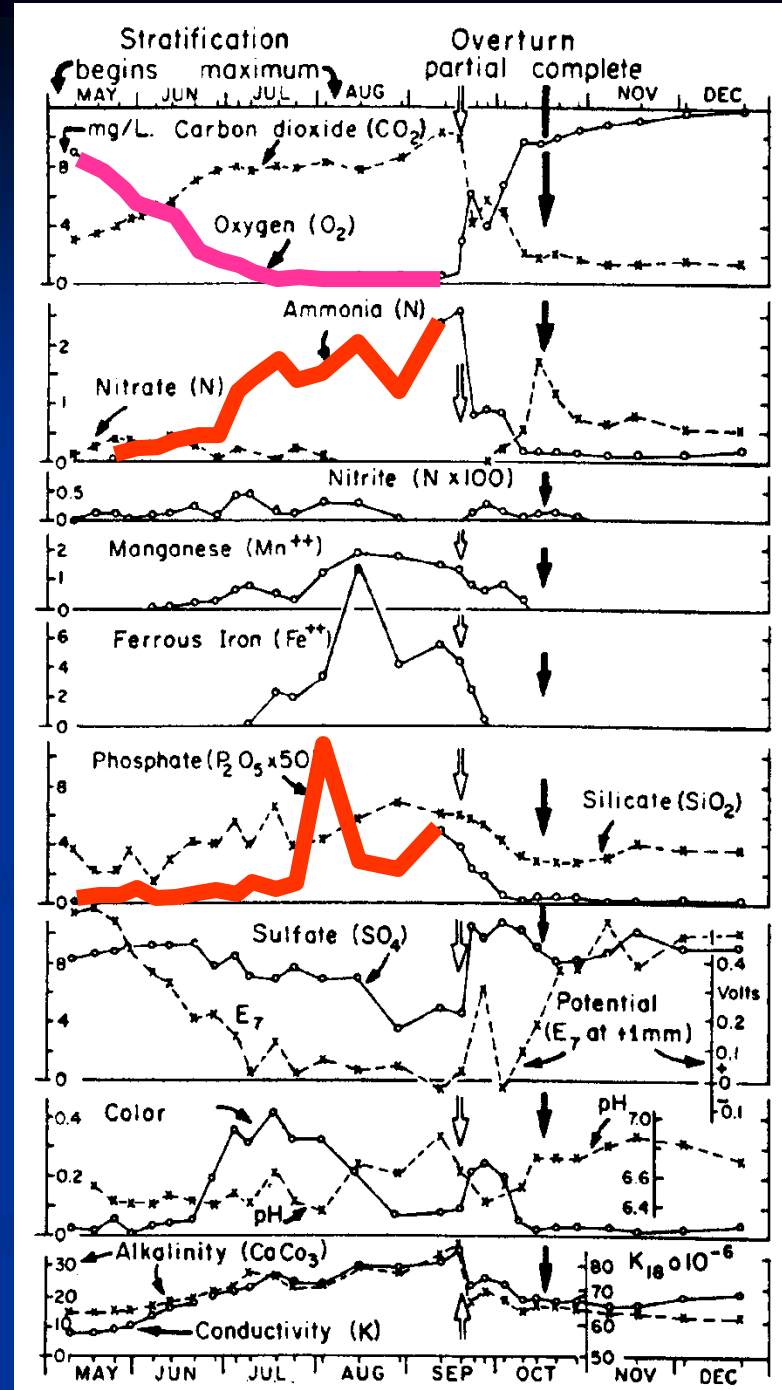 Stratification Overturn
begins maximum partial complete
MAY JUN JUL AUG NOV DEC
mg/L. Carbon dioxide (CO2)
8
4
0
Oxygen (O2)
Ammonia (N)
2
1
0
Nitrate (N)
Nitrite (N x100)
0.5
0
Manganese (Mn++)
2
1
0
Ferrous Iron (Fe++)
6
4
2
0
Phosphate (P2O5 x50
Silicate (SiO2)
8
4
0
Sulfate (SO4)
8
4
0
E7
Potential
(E7 at +1mm)
0.4
Volts
0.2
0.1
+
0
-
0.1
Color
pH
pH
0.4
0.2
0
7.0
6.8
6.6
6.4
Alkalinity (CaCo3)
Conductivity (K)
30
20
10
0
K18 o 10-6
80
70
60
50
MAY JUN JUL AUG SEP OCT NOV DEC